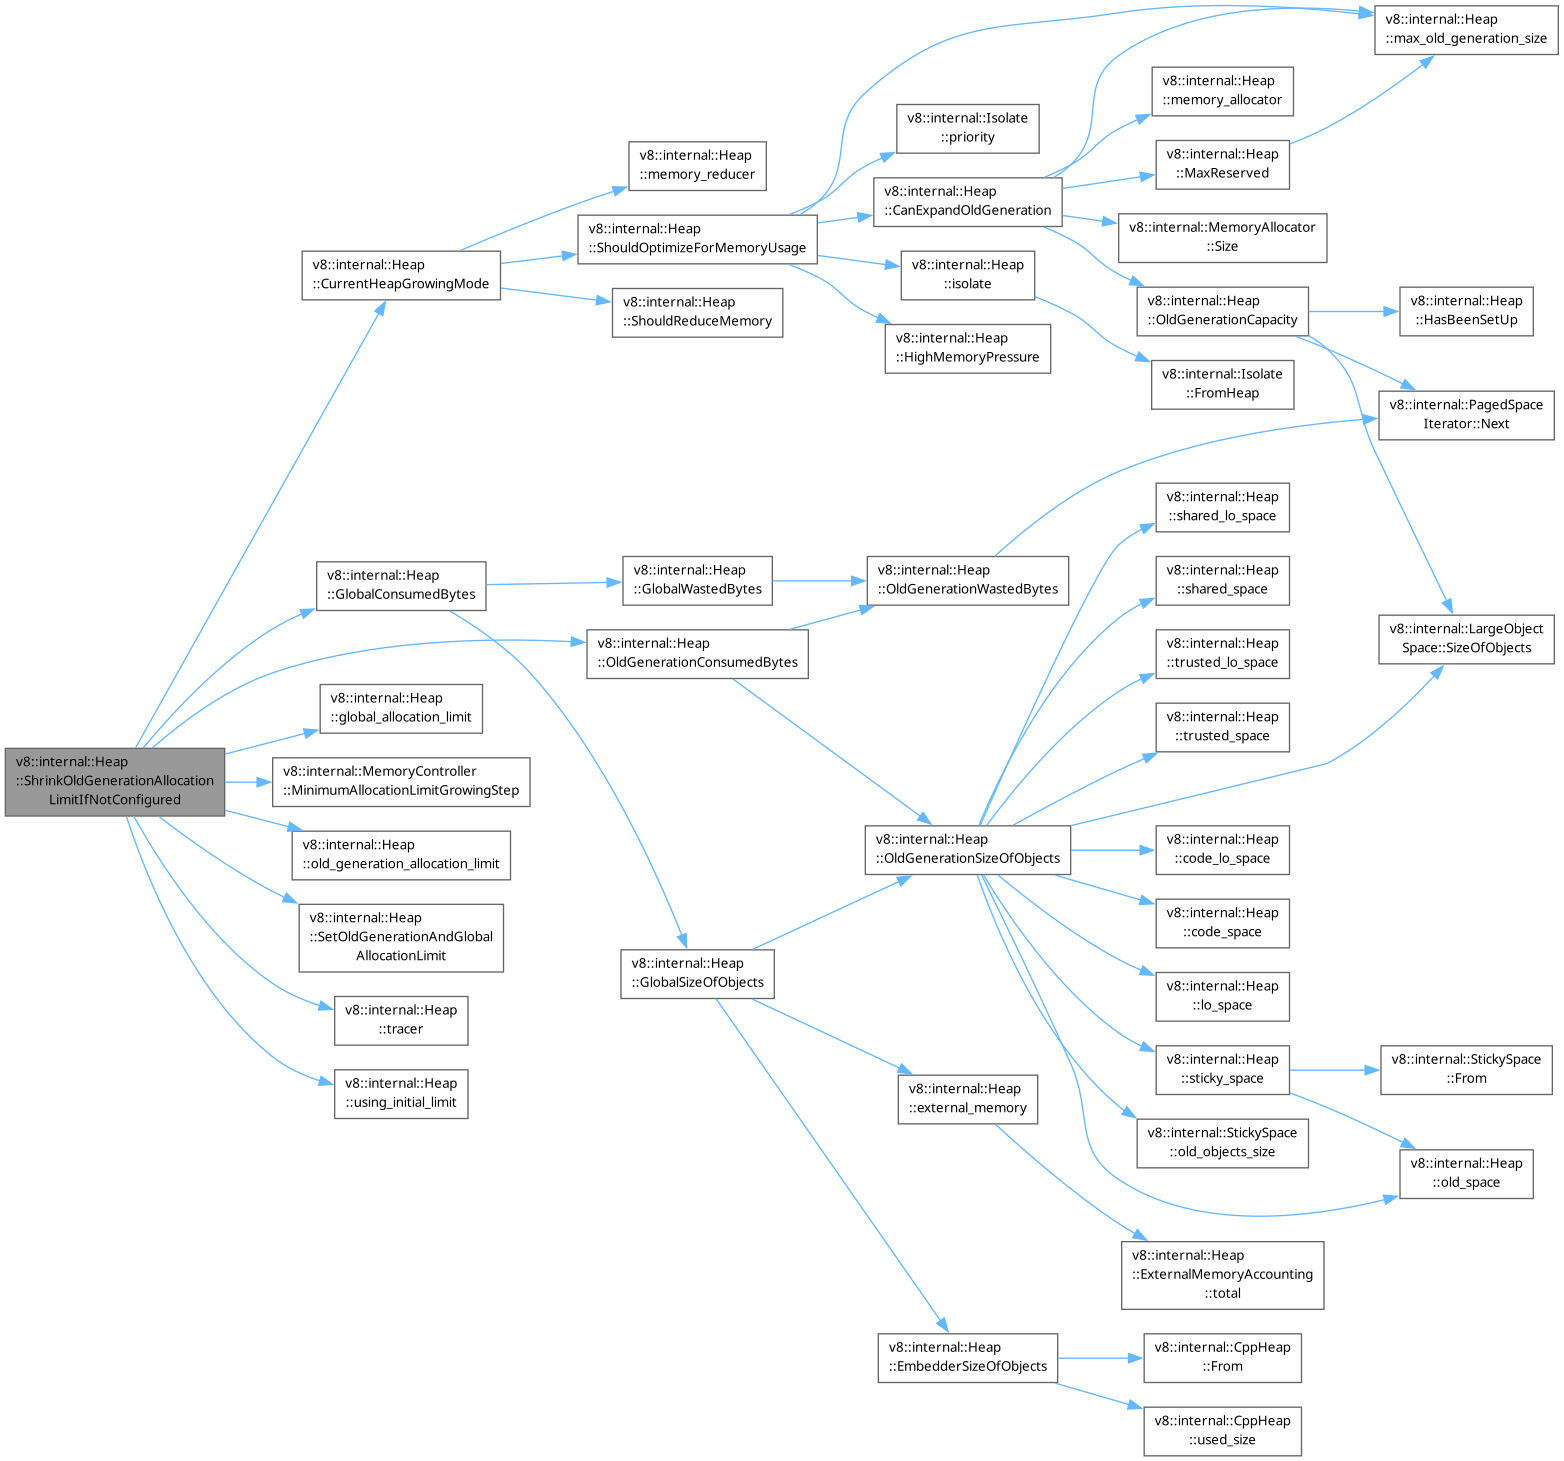 v8::internal::Heap
::ShrinkOldGenerationAllocation
LimitIfNotConfigured
v8::internal::Heap
::CurrentHeapGrowingMode
v8::internal::Heap
::GlobalConsumedBytes
v8::internal::Heap
::global_allocation_limit
v8::internal::MemoryController
::MinimumAllocationLimitGrowingStep
v8::internal::Heap
::old_generation_allocation_limit
v8::internal::Heap
::SetOldGenerationAndGlobal
AllocationLimit
v8::internal::Heap
::tracer
v8::internal::Heap
::using_initial_limit
v8::internal::Heap
::memory_reducer
v8::internal::Heap
::ShouldOptimizeForMemoryUsage
v8::internal::Heap
::ShouldReduceMemory
v8::internal::Heap
::GlobalWastedBytes
v8::internal::Heap
::OldGenerationConsumedBytes
v8::internal::Heap
::GlobalSizeOfObjects
v8::internal::Isolate
::priority
v8::internal::Heap
::CanExpandOldGeneration
v8::internal::Heap
::isolate
v8::internal::Heap
::HighMemoryPressure
v8::internal::Heap
::OldGenerationWastedBytes
v8::internal::Heap
::OldGenerationSizeOfObjects
v8::internal::Heap
::external_memory
v8::internal::Heap
::EmbedderSizeOfObjects
v8::internal::Heap
::memory_allocator
v8::internal::Heap
::MaxReserved
v8::internal::MemoryAllocator
::Size
v8::internal::Heap
::OldGenerationCapacity
v8::internal::Isolate
::FromHeap
v8::internal::Heap
::shared_lo_space
v8::internal::Heap
::shared_space
v8::internal::Heap
::trusted_lo_space
v8::internal::Heap
::trusted_space
v8::internal::Heap
::code_lo_space
v8::internal::Heap
::code_space
v8::internal::Heap
::lo_space
v8::internal::Heap
::sticky_space
v8::internal::StickySpace
::old_objects_size
v8::internal::Heap
::ExternalMemoryAccounting
::total
v8::internal::CppHeap
::From
v8::internal::CppHeap
::used_size
v8::internal::Heap
::max_old_generation_size
v8::internal::Heap
::HasBeenSetUp
v8::internal::PagedSpace
Iterator::Next
v8::internal::LargeObject
Space::SizeOfObjects
v8::internal::StickySpace
::From
v8::internal::Heap
::old_space